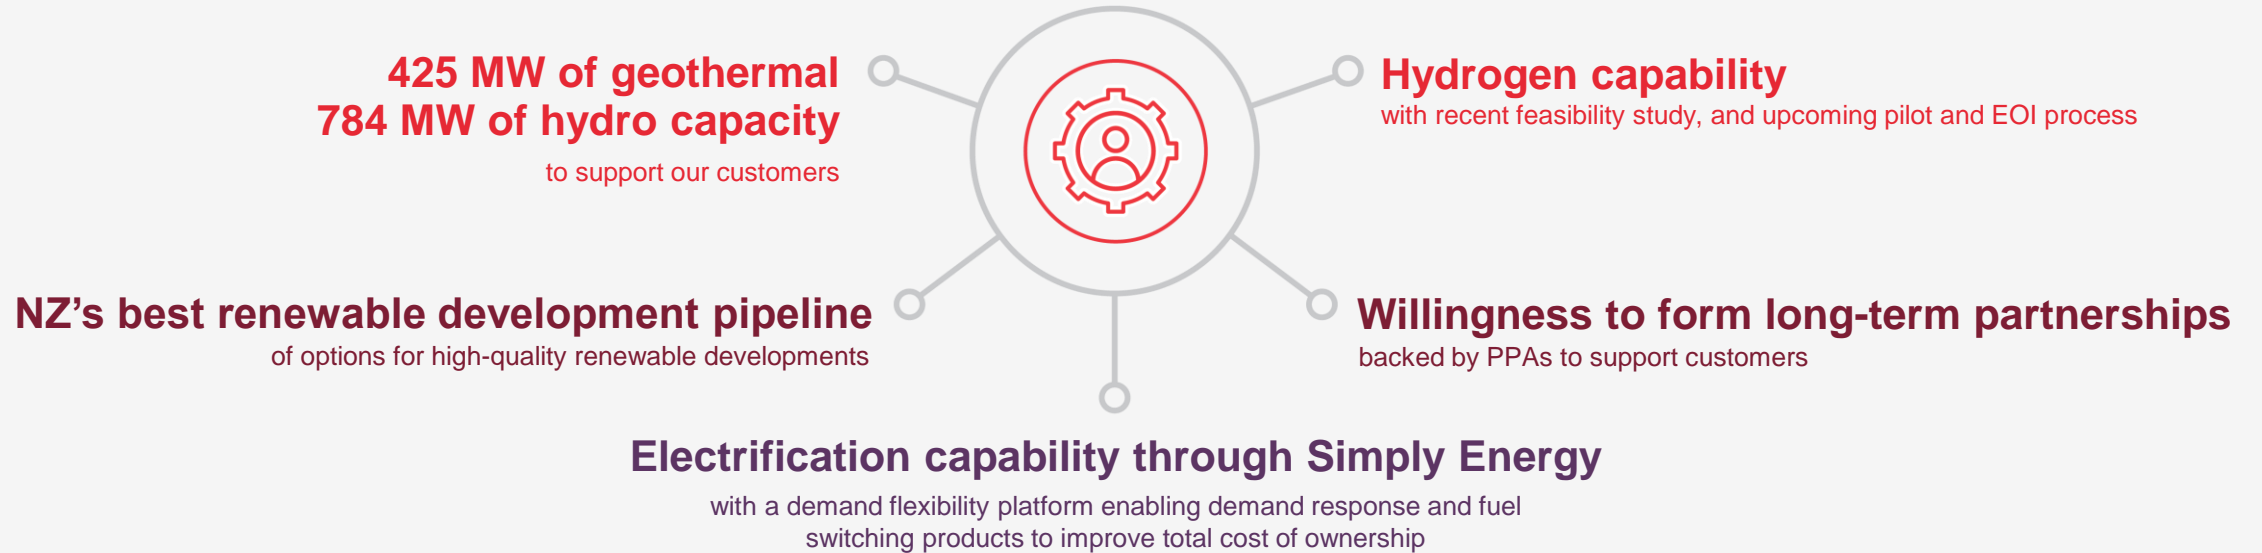 425 MW of geothermal
784 MW of hydro capacity
to support our customers
Hydrogen capability
with recent feasibility study, and upcoming pilot and EOI process
NZ’s best renewable development pipeline
of options for high-quality renewable developments
Willingness to form long-term partnerships
backed by PPAs to support customers
Electrification capability through Simply Energy
with a demand flexibility platform enabling demand response and fuel
switching products to improve total cost of ownership